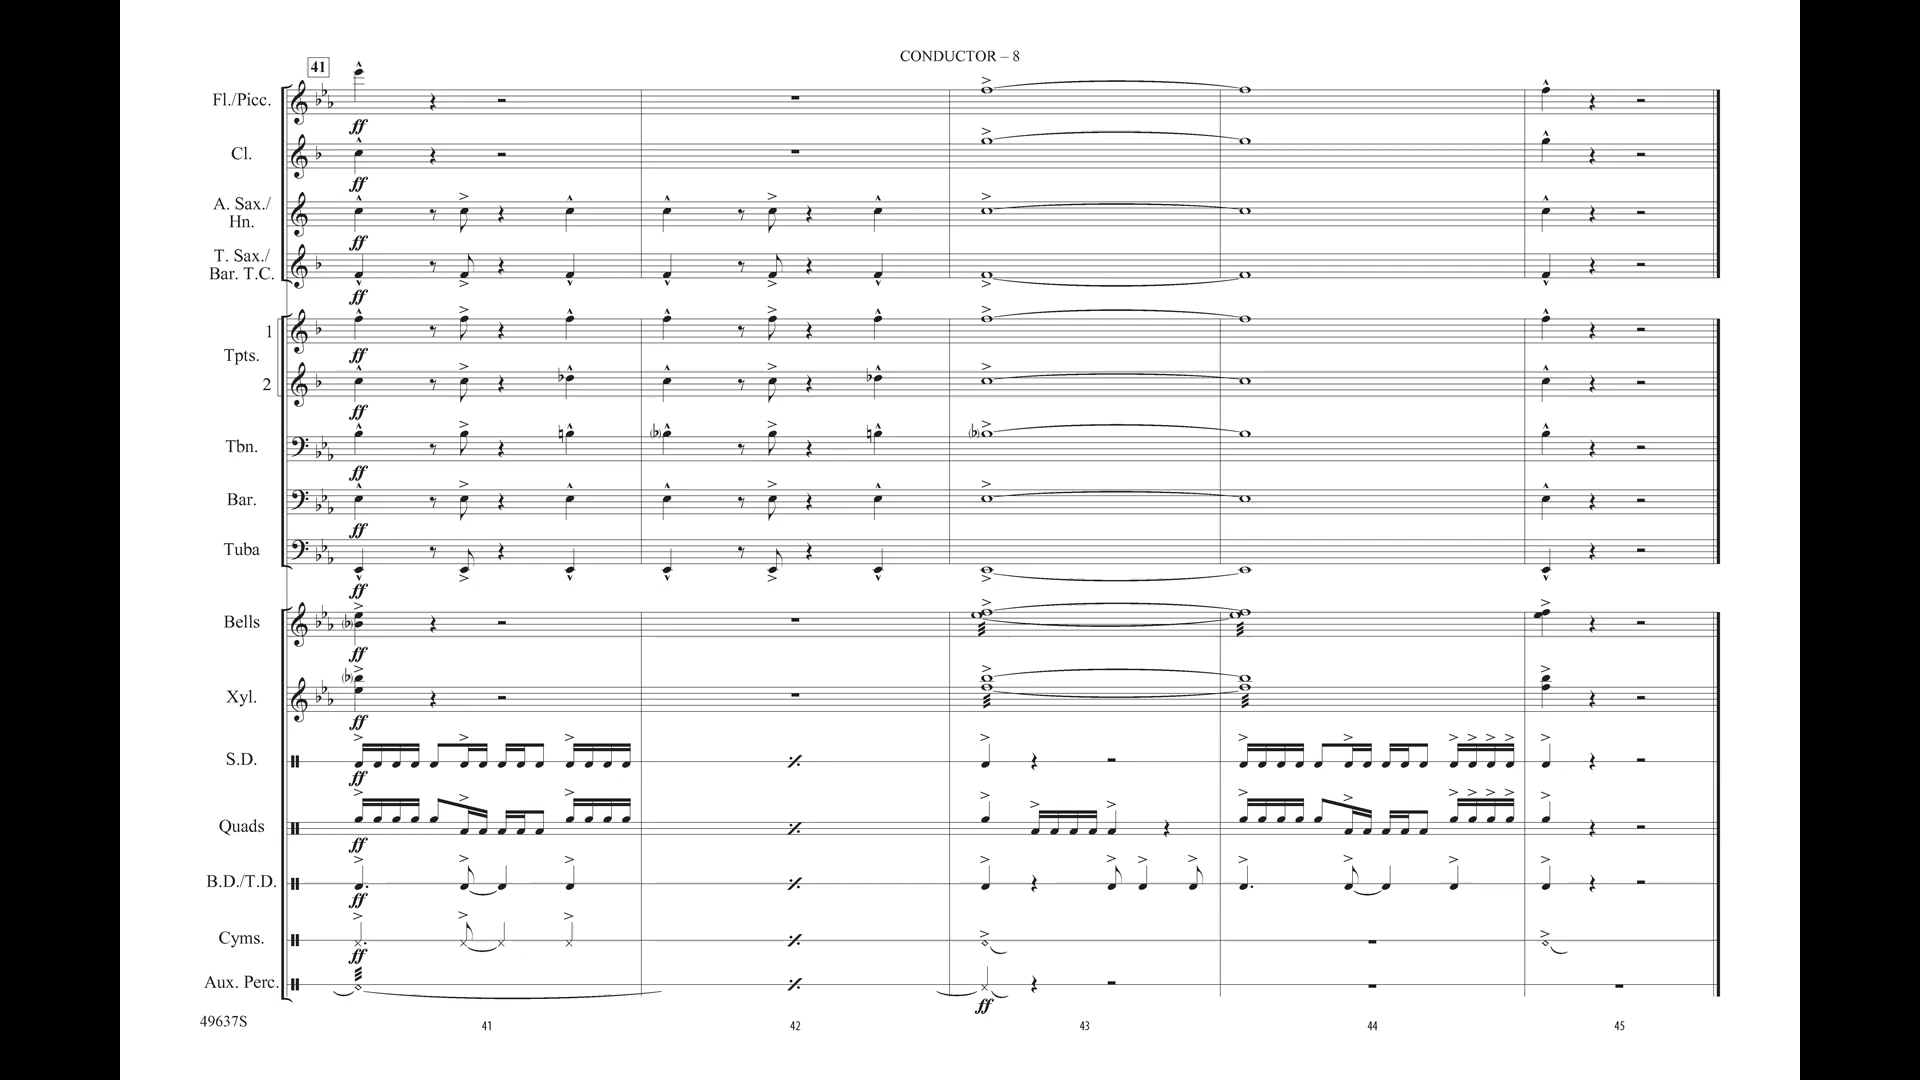 CONDUCTOR – 8
41
Fl./Picc.
ff
Cl.
ff
A. Sax./
Hn.
ff
T. Sax./
Bar. T.C.
ff
1
Tpts.
ff
2
ff
Tbn.
ff
Bar.
ff
Tuba
ff
Bells
ff
Xyl.
ff
S.D.
ff
Quads
ff
B.D./T.D.
ff
Cyms.
ff
Aux. Perc.
ff
49637S
41 42 43 44 45